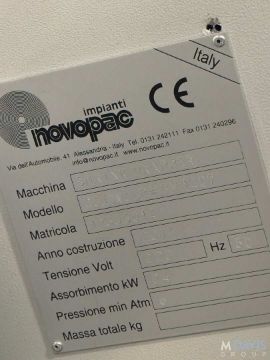 Italy
impianti
novopac
CE
Via dell'Automobile, 41 Alessandria - Italy Tel. 0131 242111 Fax 0131 240296
info@novopac.it www.novopac.it
Macchina
Modello
Matricola
Anno costruzione
Tensione Volt Hz
Assorbimento kW
Pressione min Atm
Massa totale kg
M DAVIS
GROUP